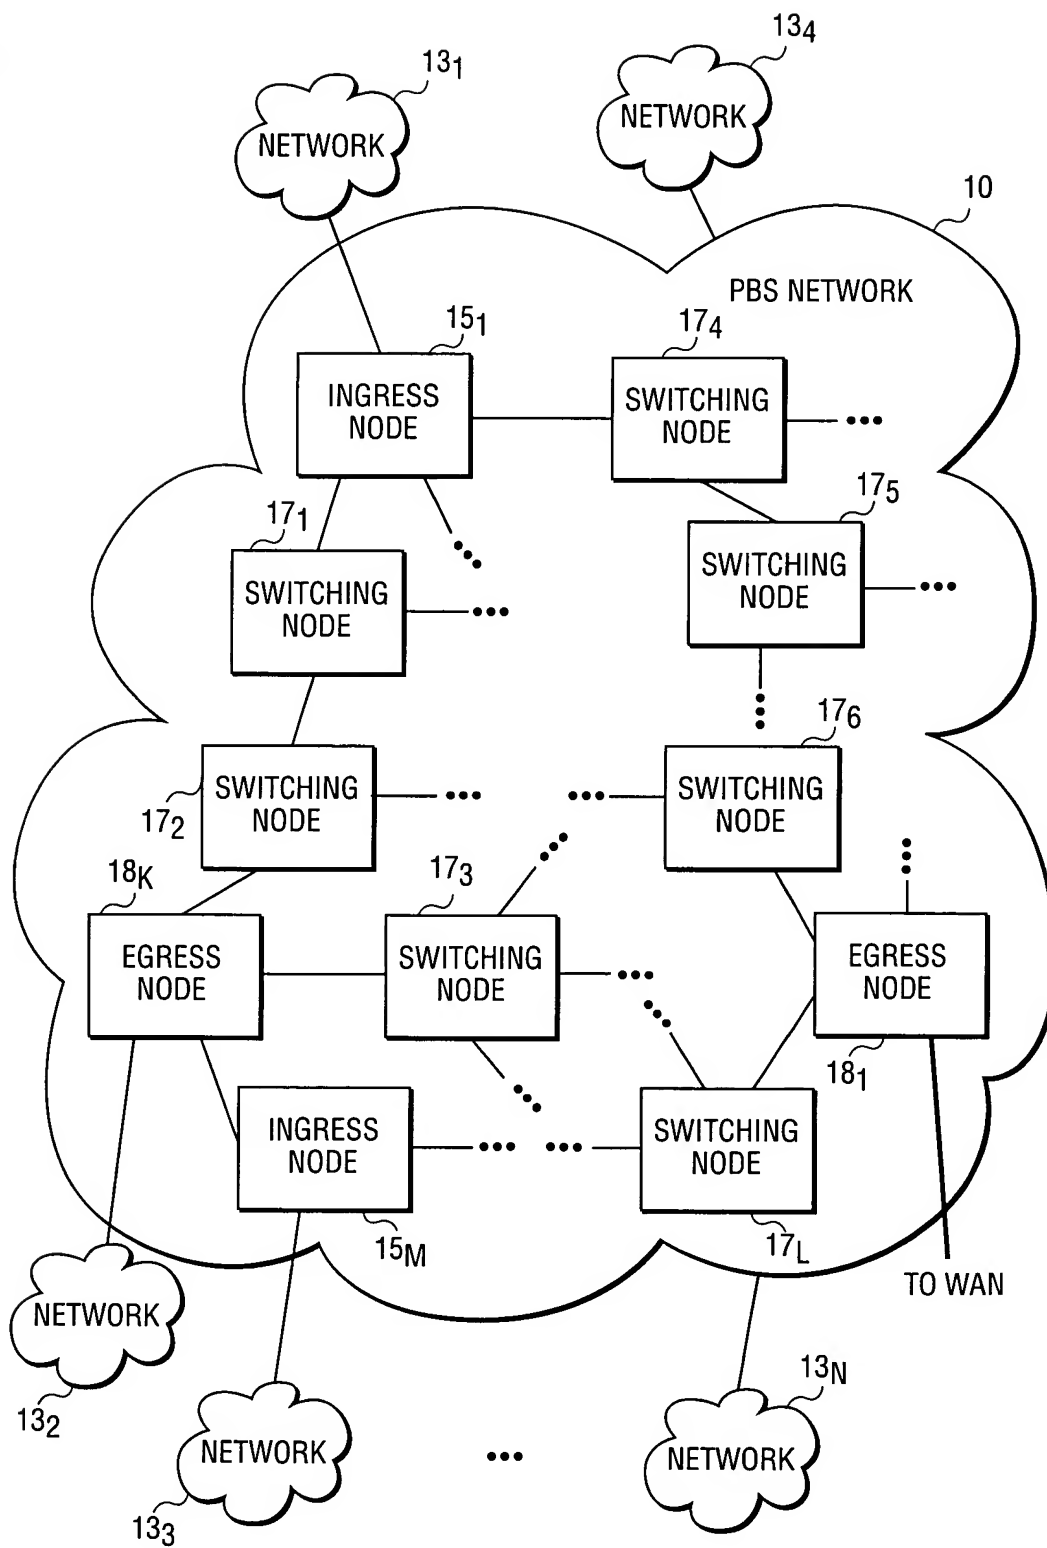 13₄
13₁
NETWORK
NETWORK
10
PBS NETWORK
15₁
17₄
INGRESS
NODE
SWITCHING
NODE
17₁
17₅
SWITCHING
NODE
SWITCHING
NODE
17₆
SWITCHING
NODE
17₂
SWITCHING
NODE
18K
17₃
EGRESS
NODE
SWITCHING
NODE
EGRESS
NODE
18₁
INGRESS
NODE
SWITCHING
NODE
15M
17L
TO WAN
NETWORK
13₂
13N
NETWORK
NETWORK
13₃